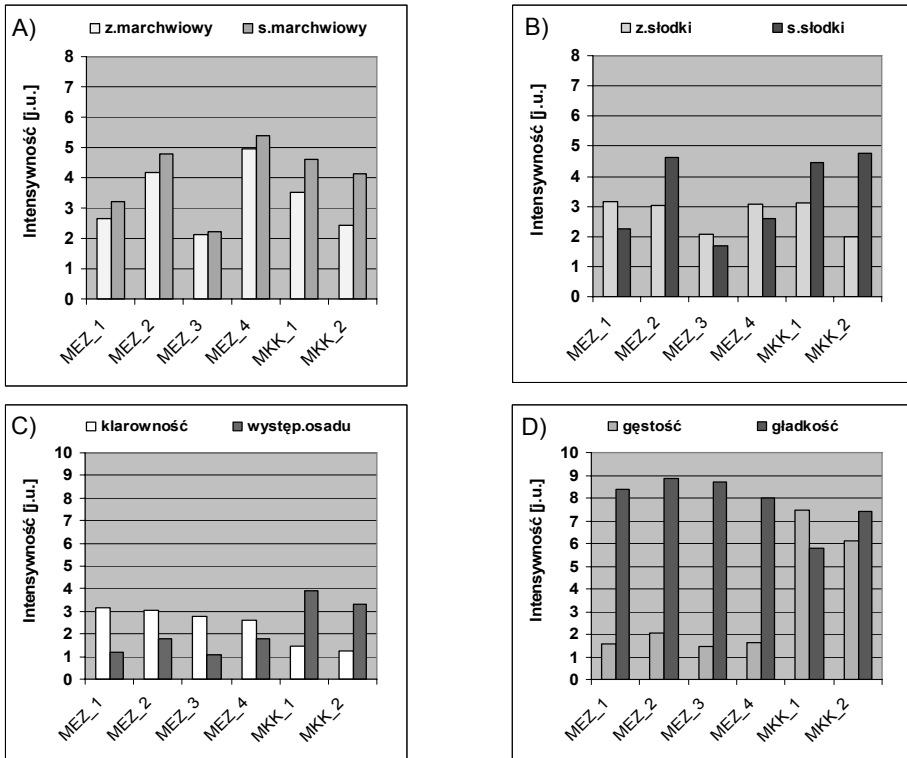 A)
z.marchwiowy s.marchwiowy
Intensywność [j.u.]
8
7
6
5
4
3
2
1
0
MEZ_1 MEZ_2 MEZ_3 MEZ_4 MKK_1 MKK_2
B)
z.słodki s.słodki
Intensywność [j.u.]
8
7
6
5
4
3
2
1
0
MEZ_1 MEZ_2 MEZ_3 MEZ_4 MKK_1 MKK_2
C)
klarowność występ.osadu
Intensywność [j.u.]
10
9
8
7
6
5
4
3
2
1
0
MEZ_1 MEZ_2 MEZ_3 MEZ_4 MKK_1 MKK_2
D)
gęstość gładkość
Intensywność [j.u.]
10
9
8
7
6
5
4
3
2
1
0
MEZ_1 MEZ_2 MEZ_3 MEZ_4 MKK_1 MKK_2